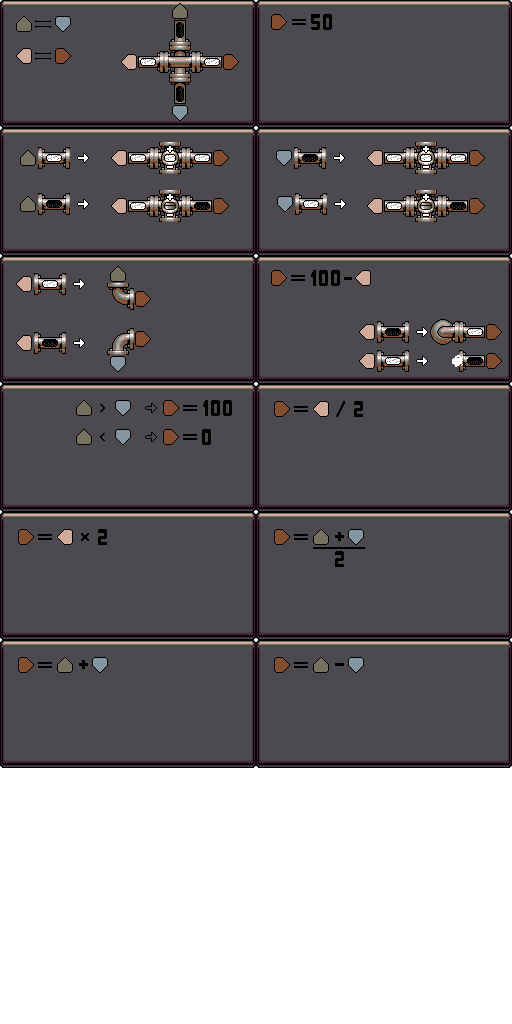 = 50
= 100 -
> = 100
< = 0
= / 2
= × 2
= +
2
= +
= -